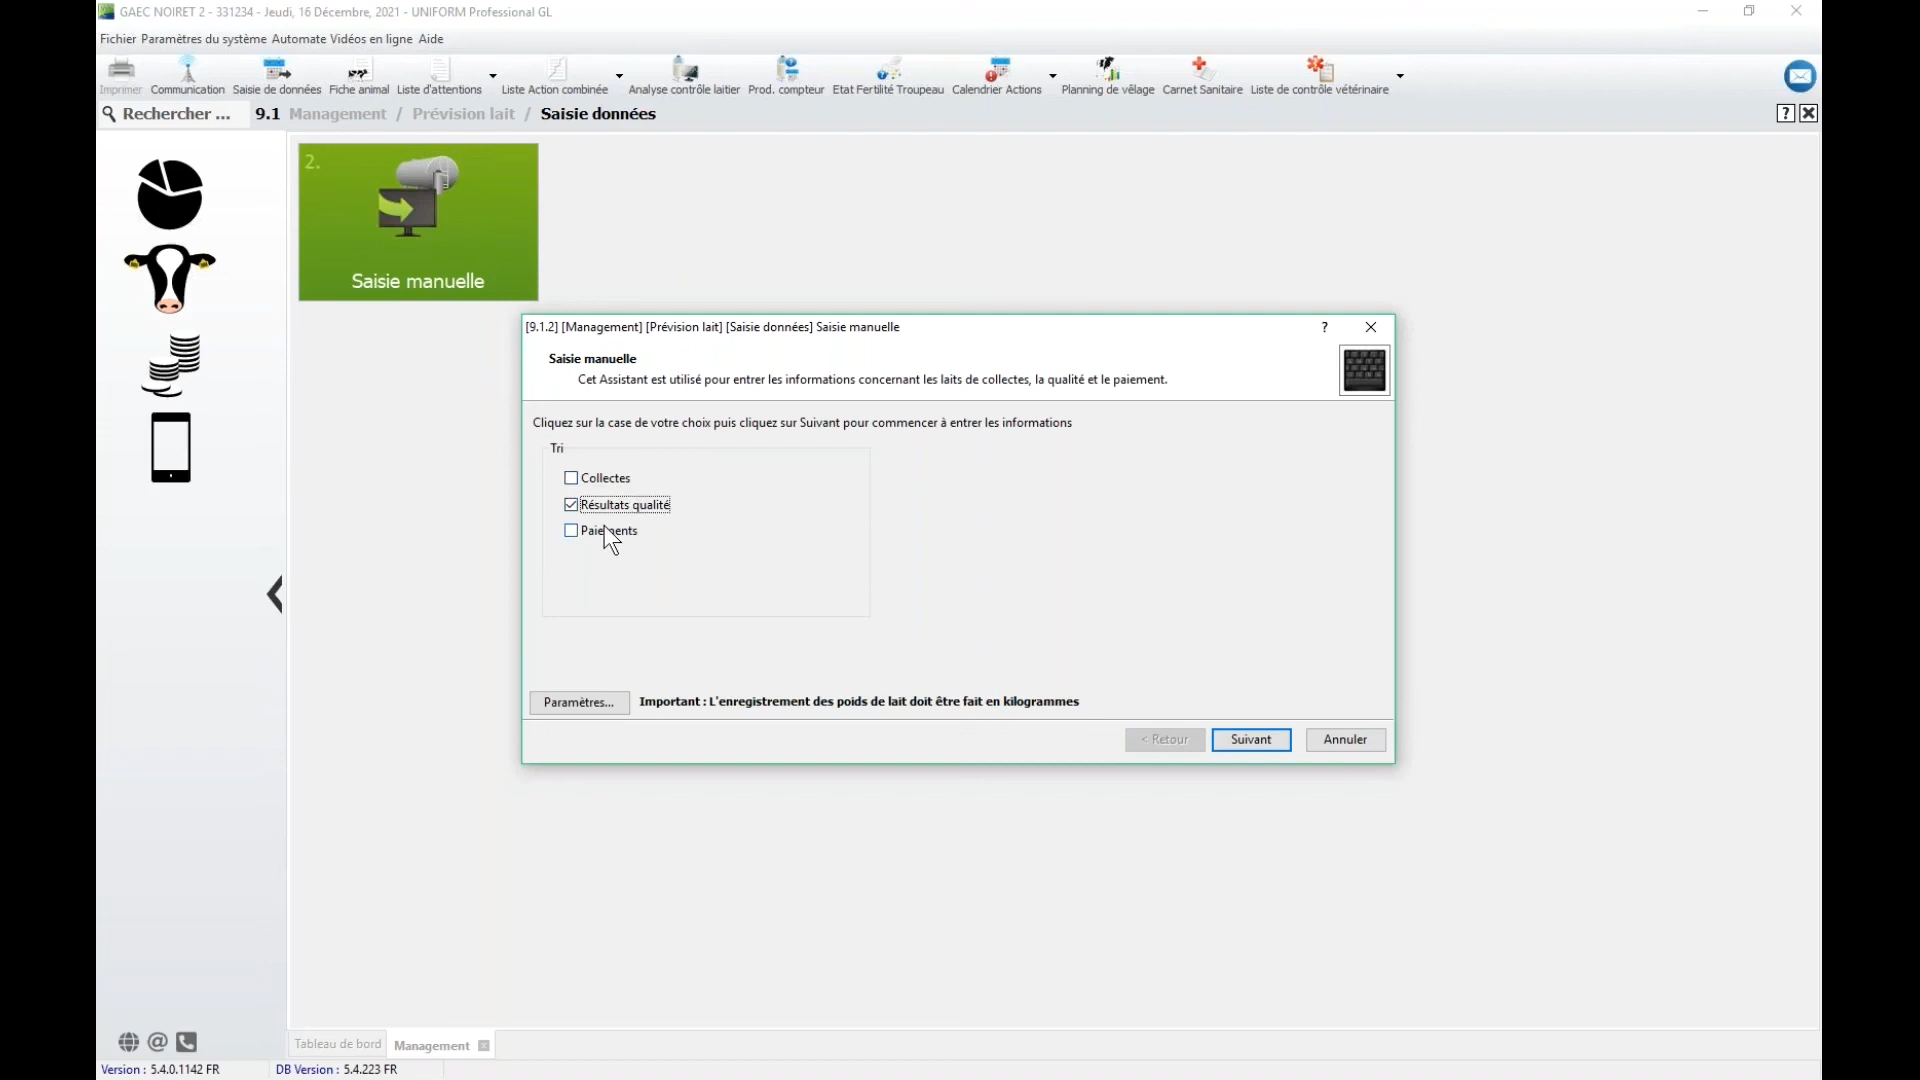 GAEC NOIRET 2 - 331234 - Jeudi, 16 Décembre, 2021 - UNIFORM Professional GL
Fichier Paramètres du système Automate Vidéos en ligne Aide
Imprimer Communication Saisie de données Fiche animal Liste d'attentions Liste Action combinée Analyse contrôle laitier Prod. compteur Etat Fertilité Troupeau Calendrier Actions Planning de vêlage Carnet Sanitaire Liste de contrôle vétérinaire
Rechercher ... 9.1 Management / Prévision lait / Saisie données
2.
Saisie manuelle
[9.1.2] [Management] [Prévision lait] [Saisie données] Saisie manuelle
Saisie manuelle
Cet Assistant est utilisé pour entrer les informations concernant les laits de collectes, la qualité et le paiement.
Cliquez sur la case de votre choix puis cliquez sur Suivant pour commencer à entrer les informations
Tri
Collectes
Résultats qualité
Paiements
Paramètres... Important : L'enregistrement des poids de lait doit être fait en kilogrammes
< Retour Suivant Annuler
Tableau de bord Management
Version : 5.4.0.1142 FR DB Version : 5.4.223 FR